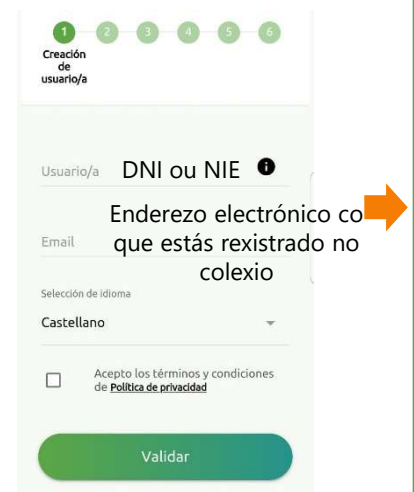 1 2 3 4 5 6
Creación
de
usuario/a
Usuario/a DNI ou NIE i
Enderezo electrónico co
Email que estás rexistrado no
colexio
Selección de idioma
Castellano
Acepto los términos y condiciones
de Política de privacidad
Validar